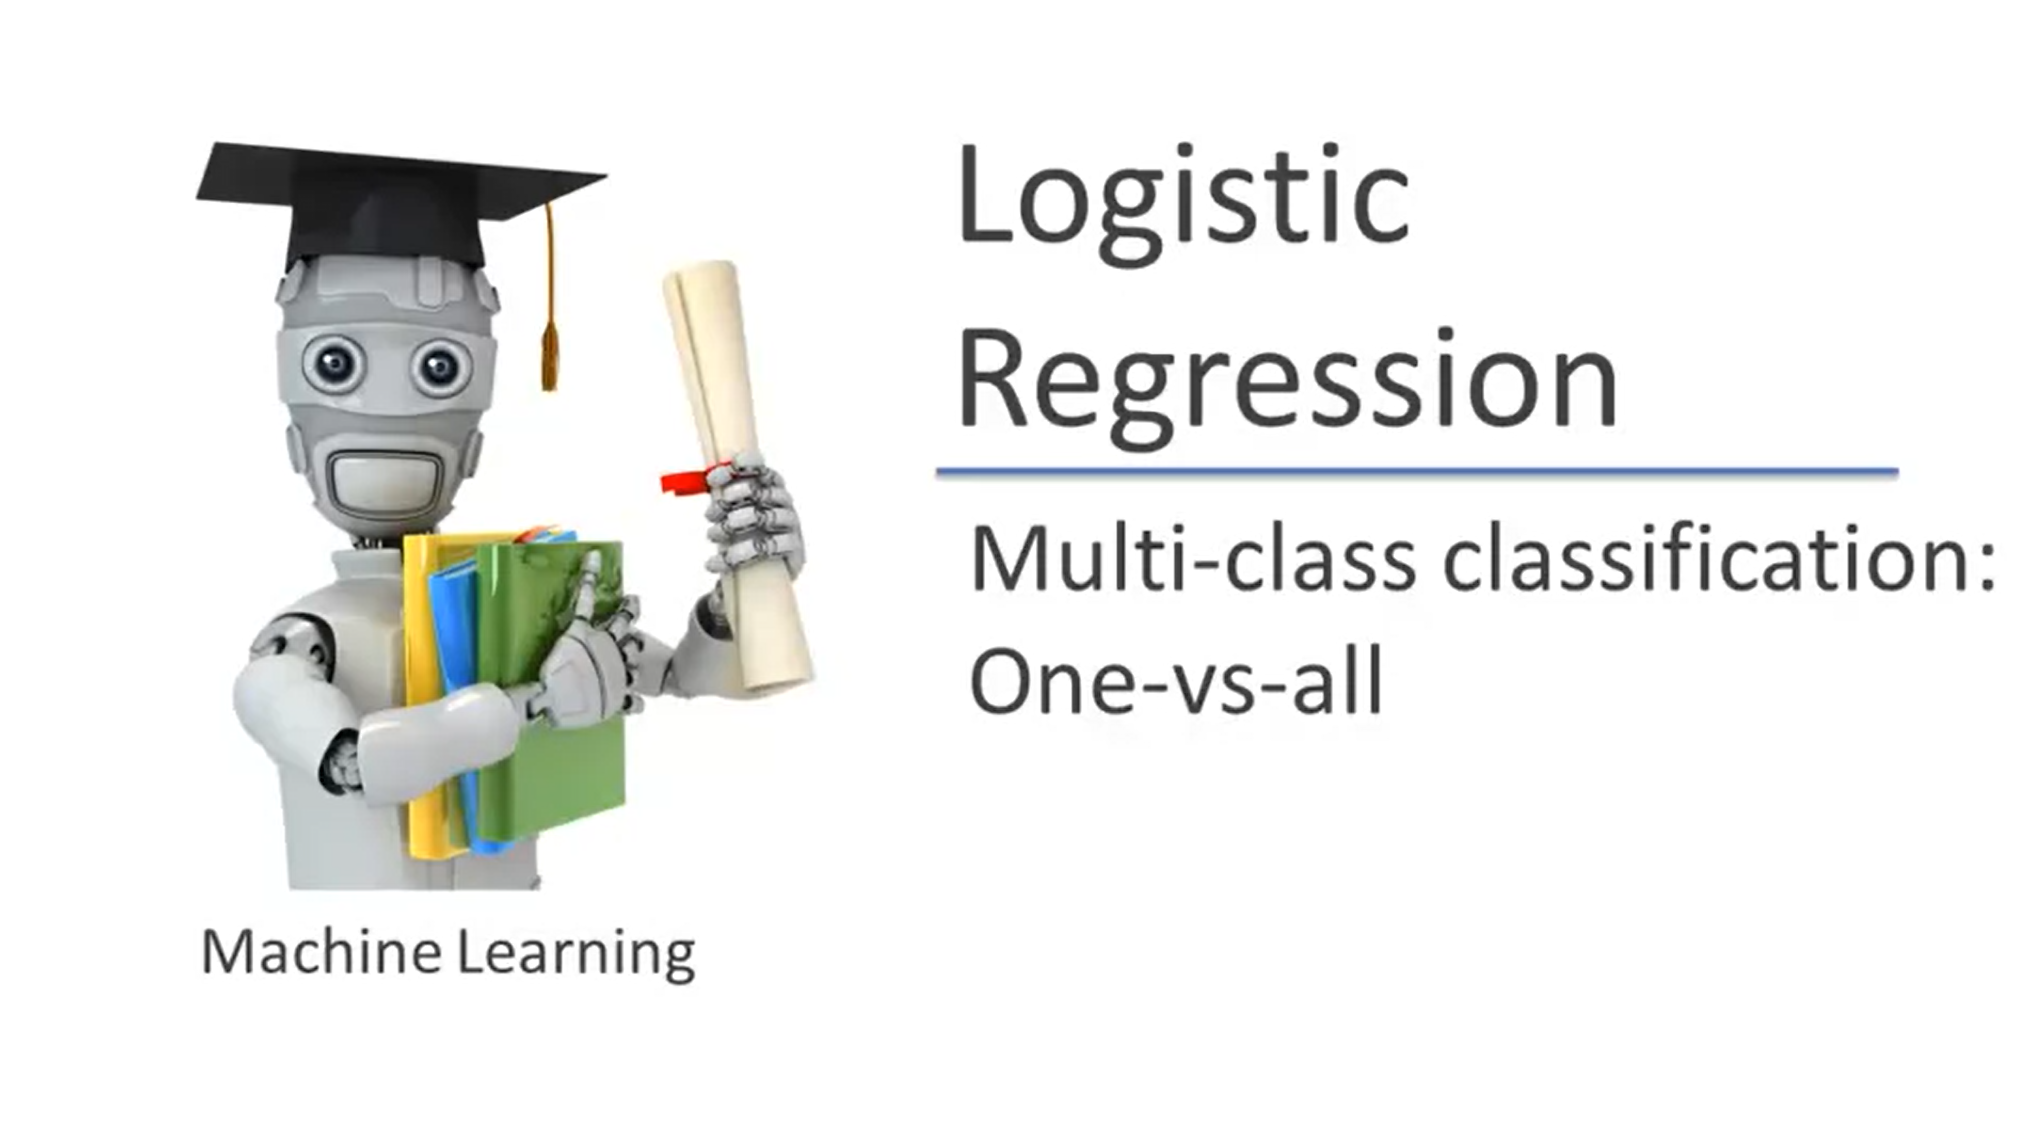 Logistic
Regression
Multi-class classification:
One-vs-all
Machine Learning